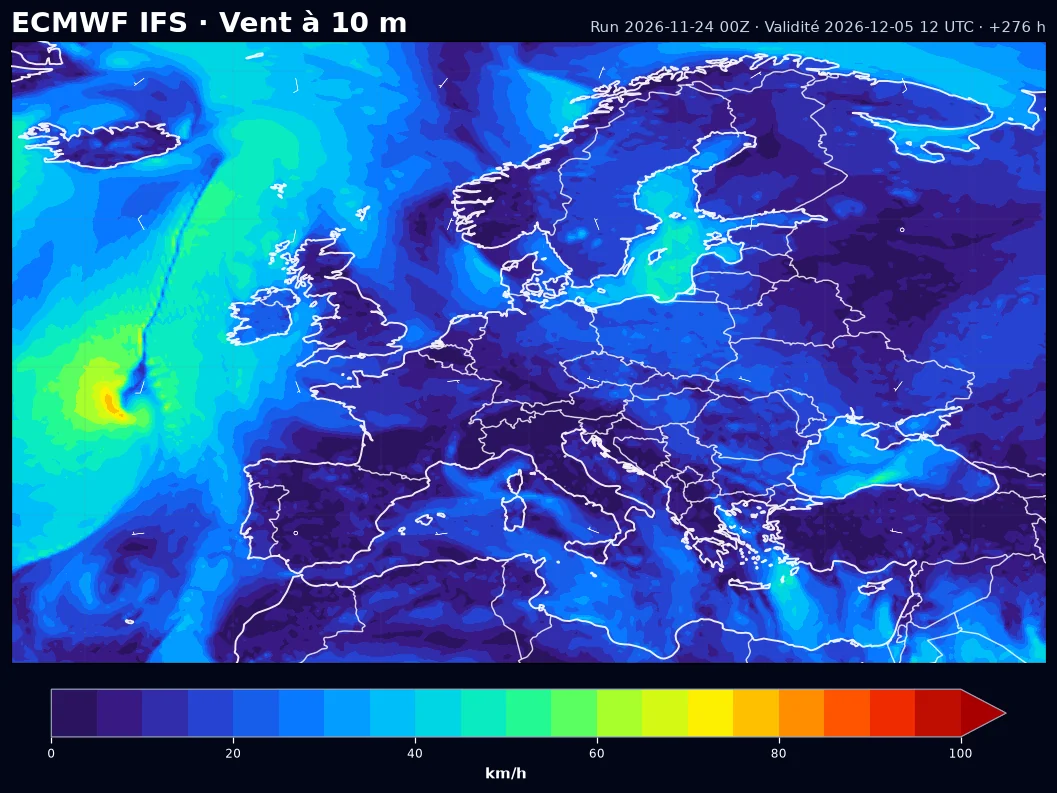 ECMWF IFS · Vent à 10 m
Run 2026-11-24 00Z · Validité 2026-12-05 12 UTC · +276 h
0 20 40 60 80 100
km/h